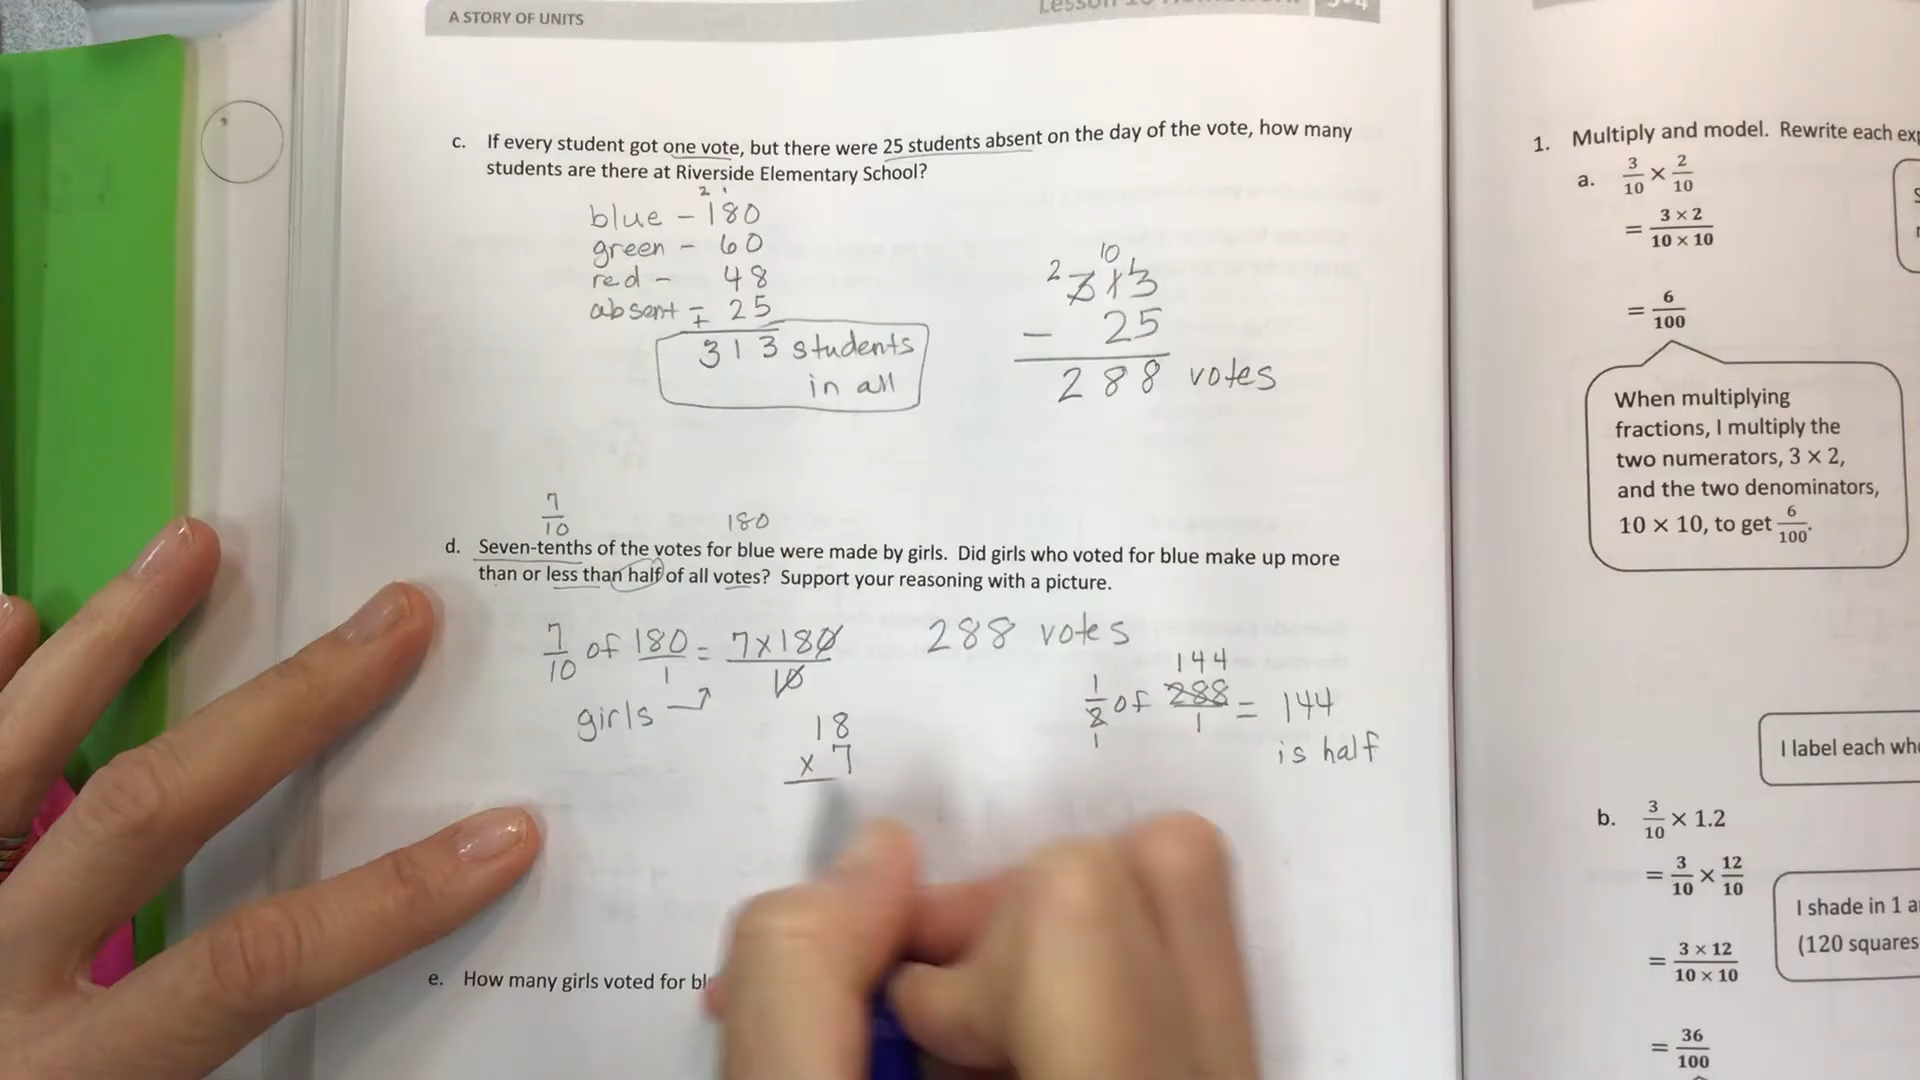 A STORY OF UNITS
c. If every student got one vote, but there were 25 students absent on the day of the vote, how many
students are there at Riverside Elementary School?
2 1
blue - 180
green - 60
red - 48
absent - 25
+
313 students
in all
10
2 313
- 25
288 votes
7/10
180
d. Seven-tenths of the votes for blue were made by girls. Did girls who voted for blue make up more
than or less than half of all votes? Support your reasoning with a picture.
7/10 of 180/1 = 7x180/10
girls →
18
x 7
288 votes
144
1/2 of 288/1 = 144
1
is half
e. How many girls voted for
1. Multiply and model. Rewrite each
a. 3/10 × 2/10
= 3 × 2/10 × 10
= 6/100
When multiplying
fractions, I multiply the
two numerators, 3 × 2,
and the two denominators,
10 × 10, to get 6/100.
I label each
b. 3/10 × 1.2
= 3/10 × 12/10
= 3 × 12/10 × 10
= 36/100
I shade in 1
(120 squares